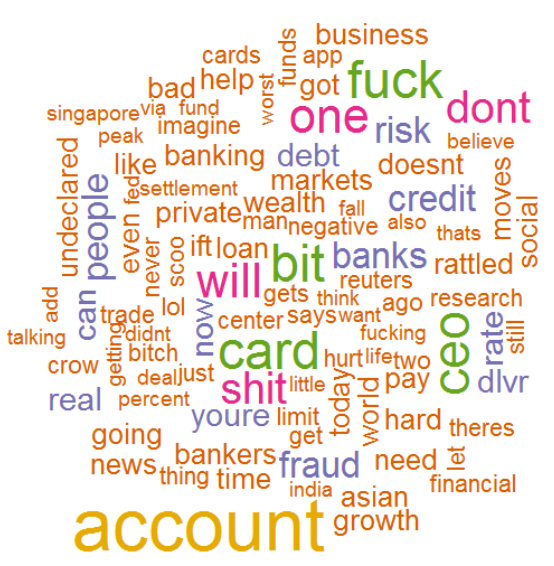 business
cards
funds
app
bad
help
worst
got
fuck
singapore
via
fund
one
dont
peak
imagine
risk
believe
undeclared
like
banking
debt
doesnt
moves
social
people
fed
settlement
markets
credit
even
private
wealth
fall
man
negative
also
thats
never
scoo
ift
loan
bit
banks
rattled
will
reuters
add
can
trade
lol
now
gets
think
ago
research
center
says
want
talking
getting
didnt
bitch
card
fucking
ceo
rate
still
crow
deal
just
hurt
life
two
real
percent
shit
little
today
world
pay
dlvr
youre
limit
hard
theres
going
get
bankers
news
thing
time
fraud
need
let
financial
india
asian
account
growth